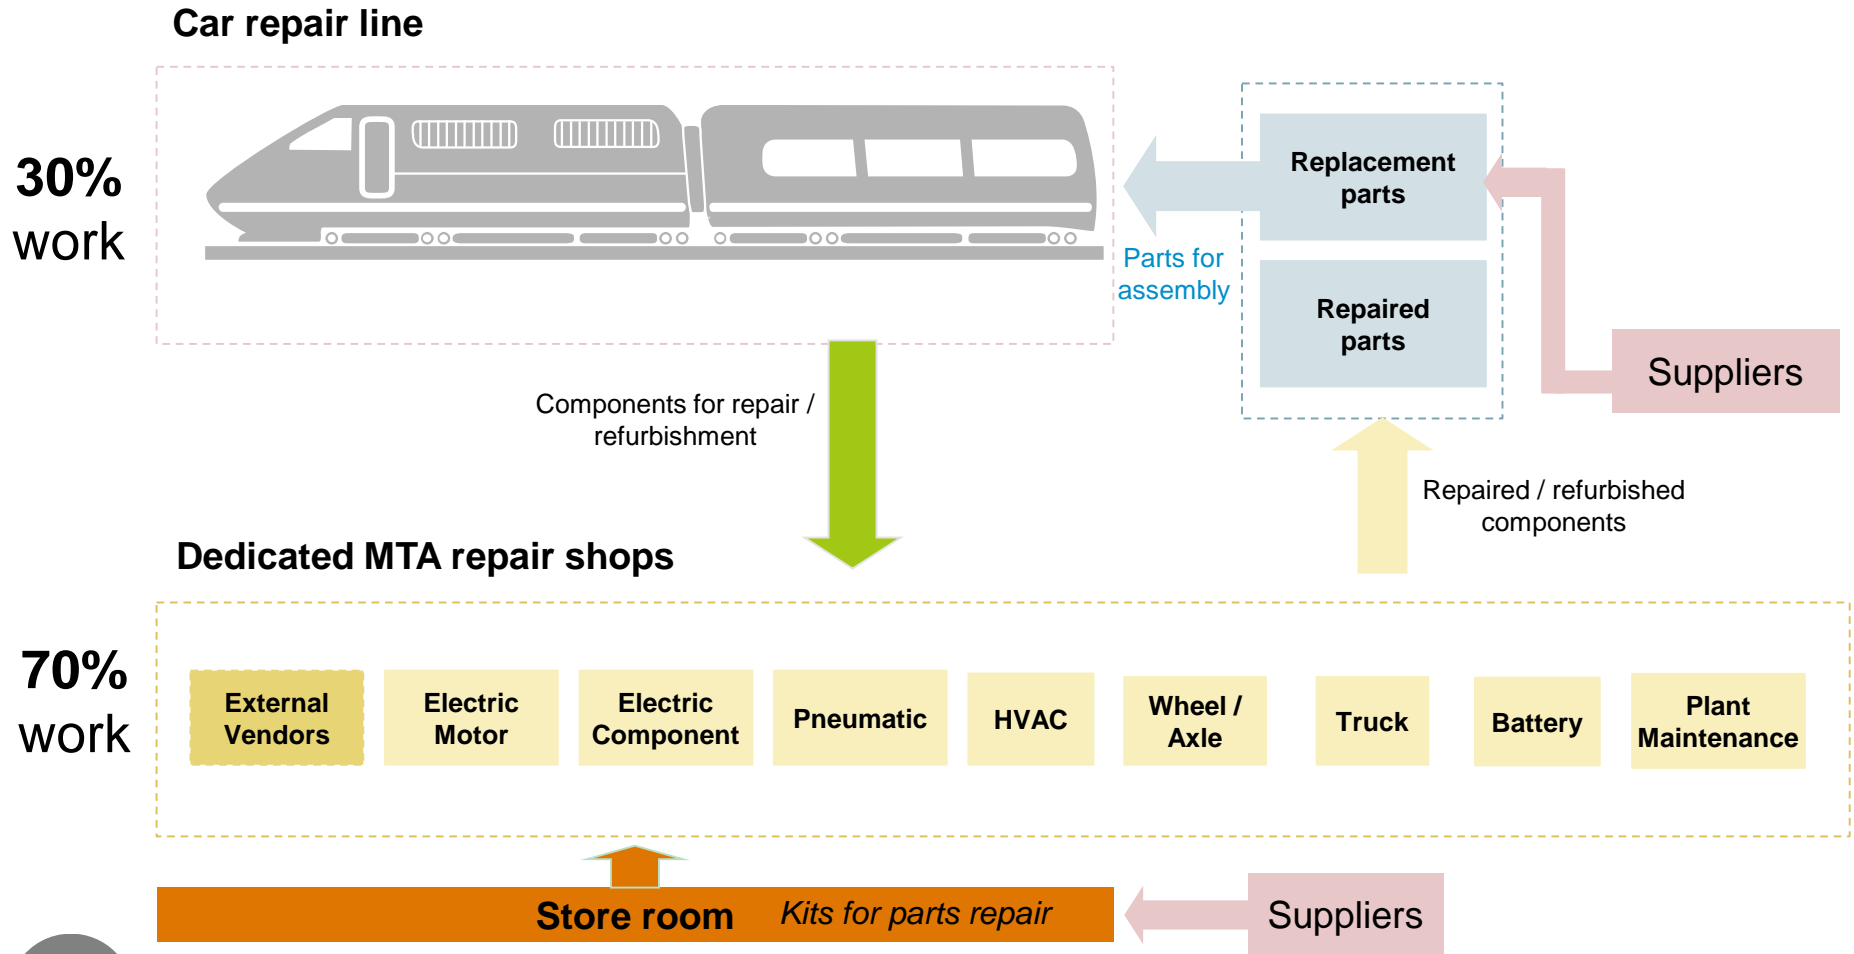 Car repair line
30%
work
Replacement
parts
Parts for
assembly
Repaired
parts
Suppliers
Components for repair /
refurbishment
Repaired / refurbished
components
Dedicated MTA repair shops
70%
work
External
Vendors
Electric
Motor
Electric
Component
Pneumatic
HVAC
Wheel /
Axle
Truck
Battery
Plant
Maintenance
Store room Kits for parts repair
Suppliers